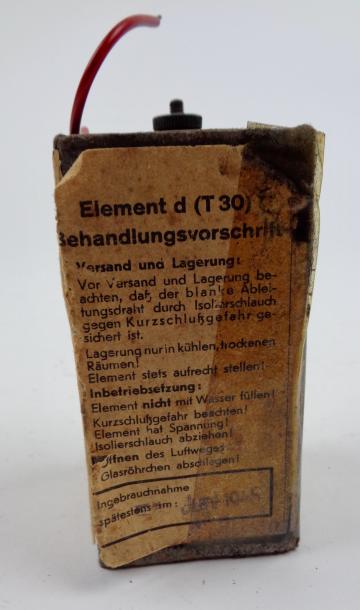 Element d (T 30)
Behandlungsvorschrift
Versand und Lagerung:
Vor Versand und Lagerung be-
achten, daß der blanke Ablei-
tungsdraht durch Isolierschlauch
gegen Kurzschlußgefahr ge-
sichert ist.
Lagerung nur in kühlen, trockenen
Räumen!
Element stets aufrecht stellen!
Inbetriebsetzung:
Element nicht mit Wasser füllen!
Kurzschlußgefahr beachten!
Element hat Spannung!
Isolierschlauch abziehen!
Öffnen des Luftweges
Glasröhrchen abschlagen!
Ingebrauchnahme
spätestens im: